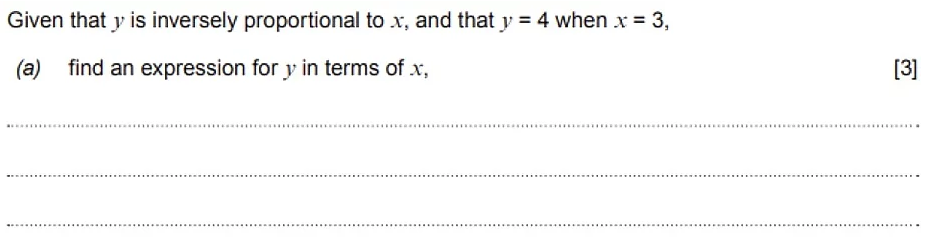 Given that y is inversely proportional to x, and that y = 4 when x = 3,
(a) find an expression for y in terms of x, [3]